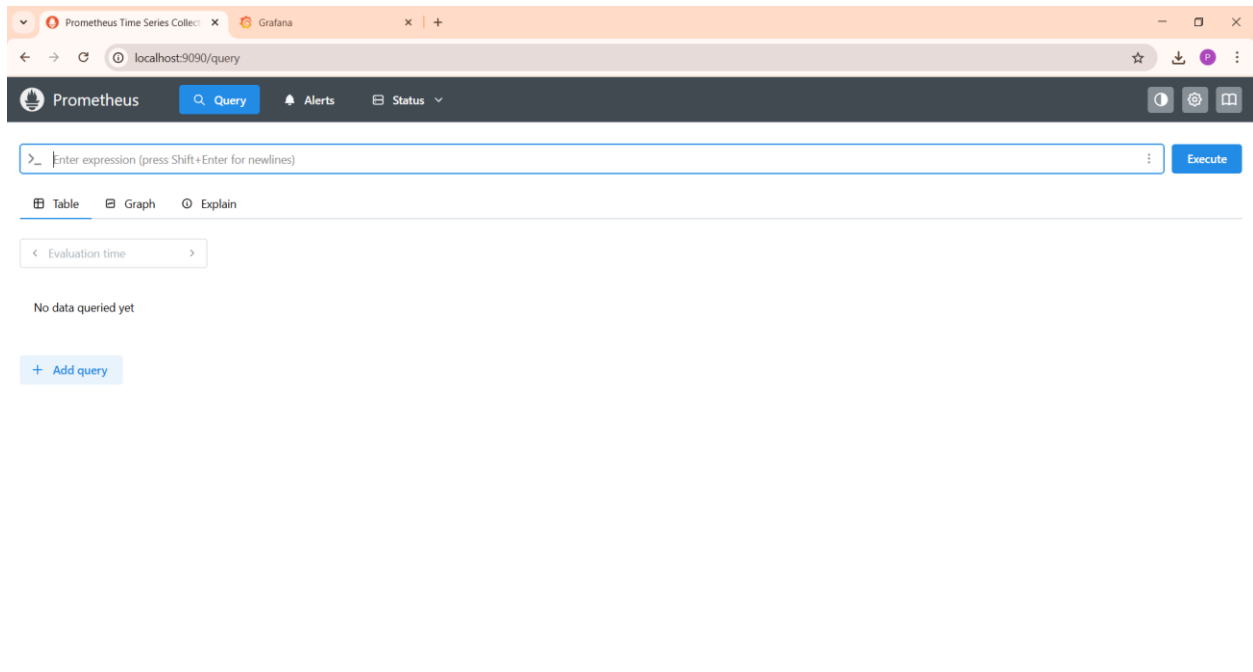 Prometheus Time Series Collect Grafana
localhost:9090/query P
Prometheus Query Alerts Status
>_ Enter expression (press Shift+Enter for newlines) Execute
Table Graph Explain
Evaluation time
No data queried yet
+ Add query